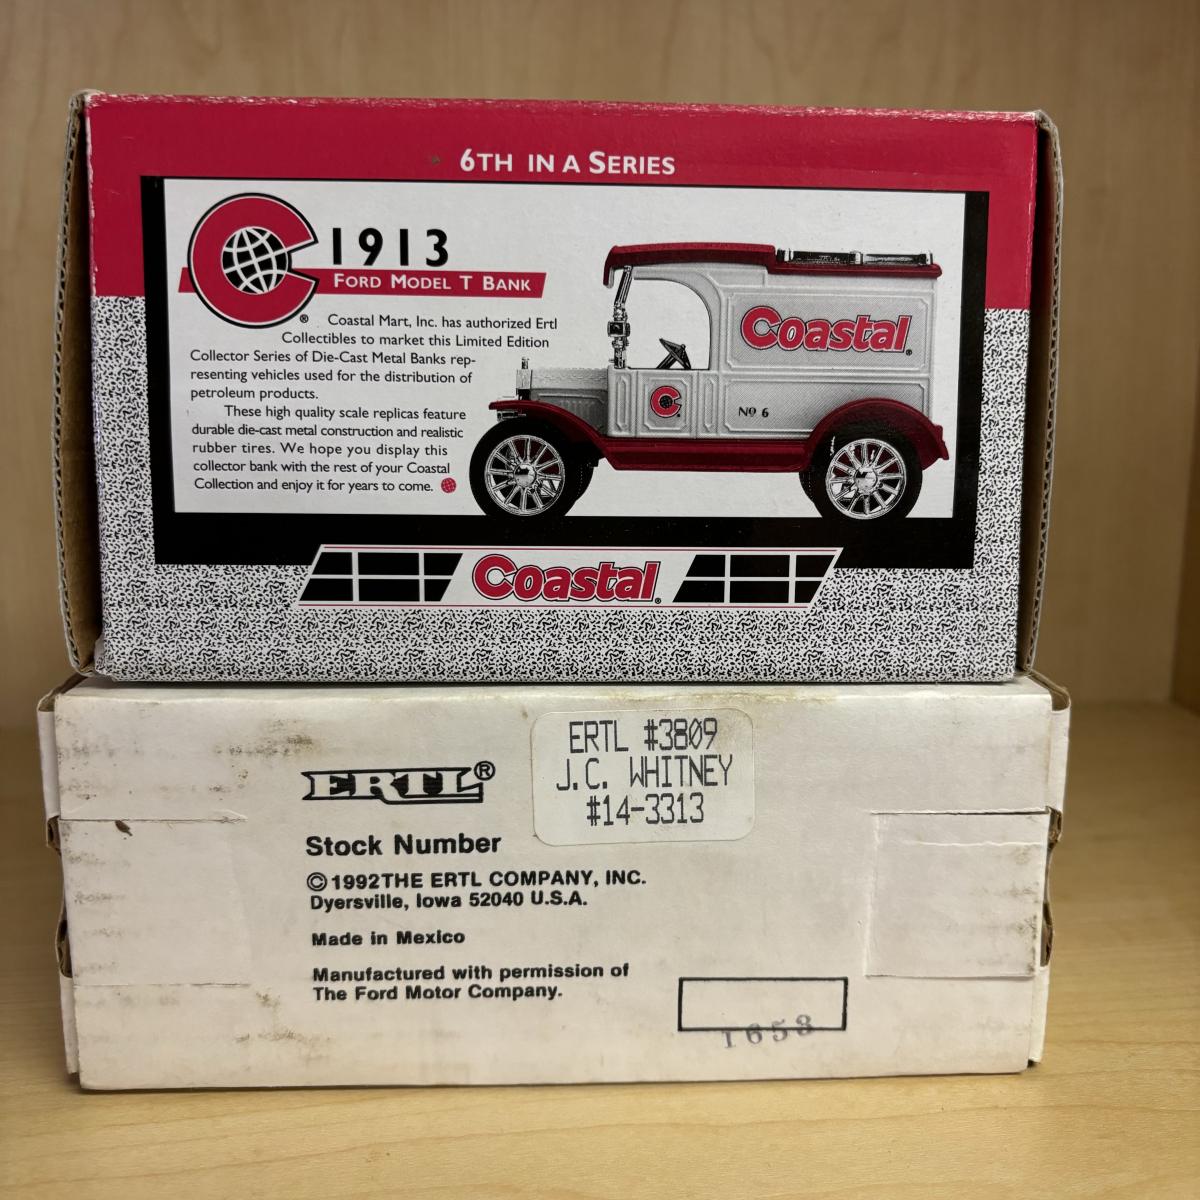 6TH IN A SERIES
1913
FORD MODEL T BANK
®
Coastal Mart, Inc. has authorized Ertl
Collectibles to market this Limited Edition
Collector Series of Die-Cast Metal Banks rep-
resenting vehicles used for the distribution of
petroleum products.
These high quality scale replicas feature
durable die-cast metal construction and realistic
rubber tires. We hope you display this
collector bank with the rest of your Coastal
Collection and enjoy it for years to come.
Coastal®
C
Nº 6
Coastal®
ERTL #3809
J.C. WHITNEY
#14-3313
ERTL®
Stock Number
©1992 THE ERTL COMPANY, INC.
Dyersville, Iowa 52040 U.S.A.
Made in Mexico
Manufactured with permission of
The Ford Motor Company.
1653